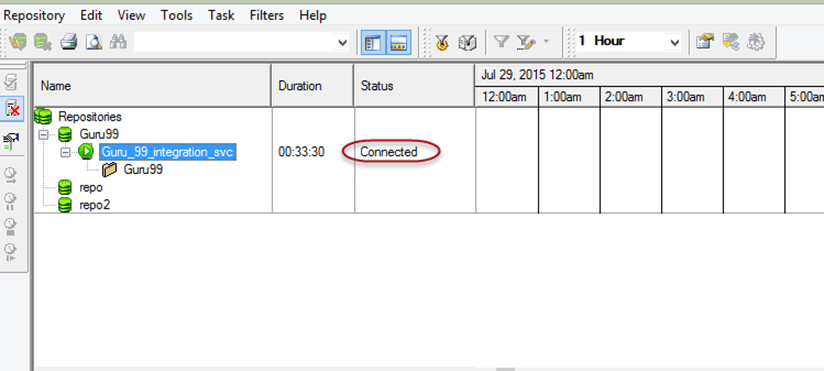 Repository Edit View Tools Task Filters Help
1 Hour
Name Duration Status Jul 29, 2015 12:00am
12:00am 1:00am 2:00am 3:00am 4:00am 5:00am
Repositories
Guru99
Guru_99_integration_svc 00:33:30 Connected
Guru99
repo
repo2